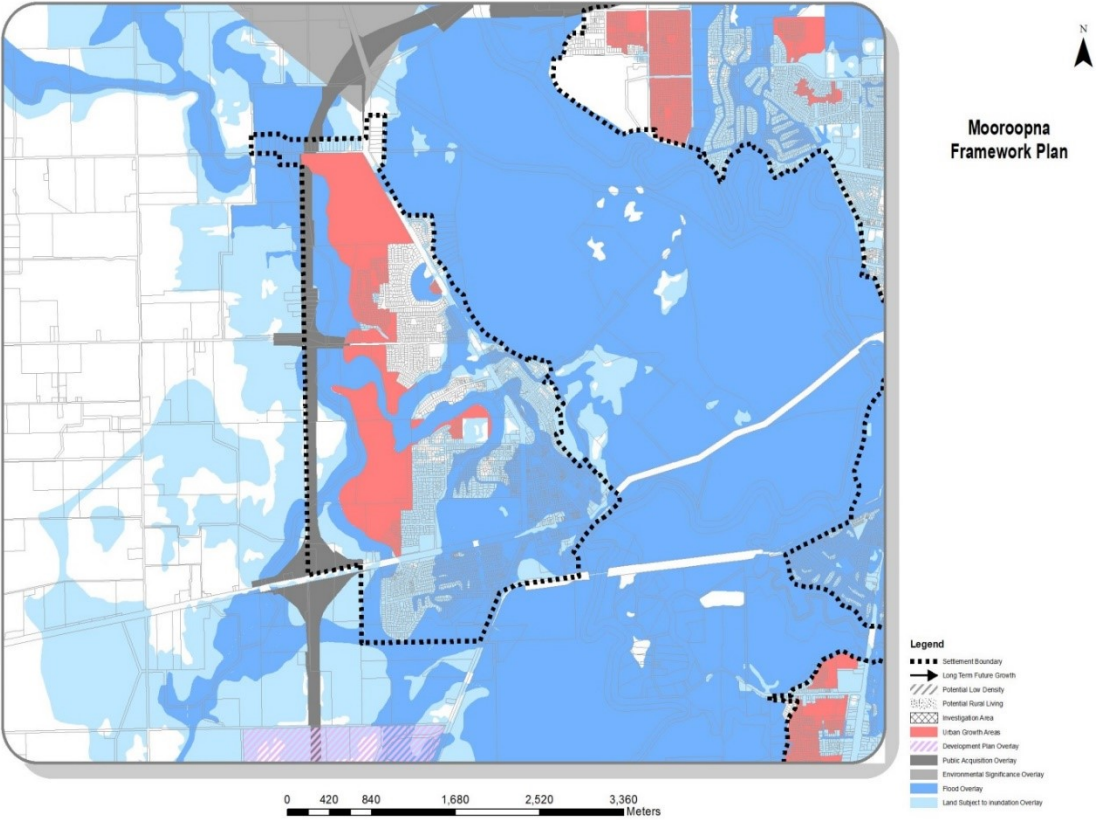 N
Mooroopna
Framework Plan
Legend
Settlement Boundary
Long Term Future Growth
Potential Low Density
Potential Rural Living
Investigation Area
Urban Growth Areas
Development Plan Overlay
Public Acquisition Overlay
Environmental Significance Overlay
Flood Overlay
Land Subject to Inundation Overlay
0 420 840 1,680 2,520 3,360
Meters